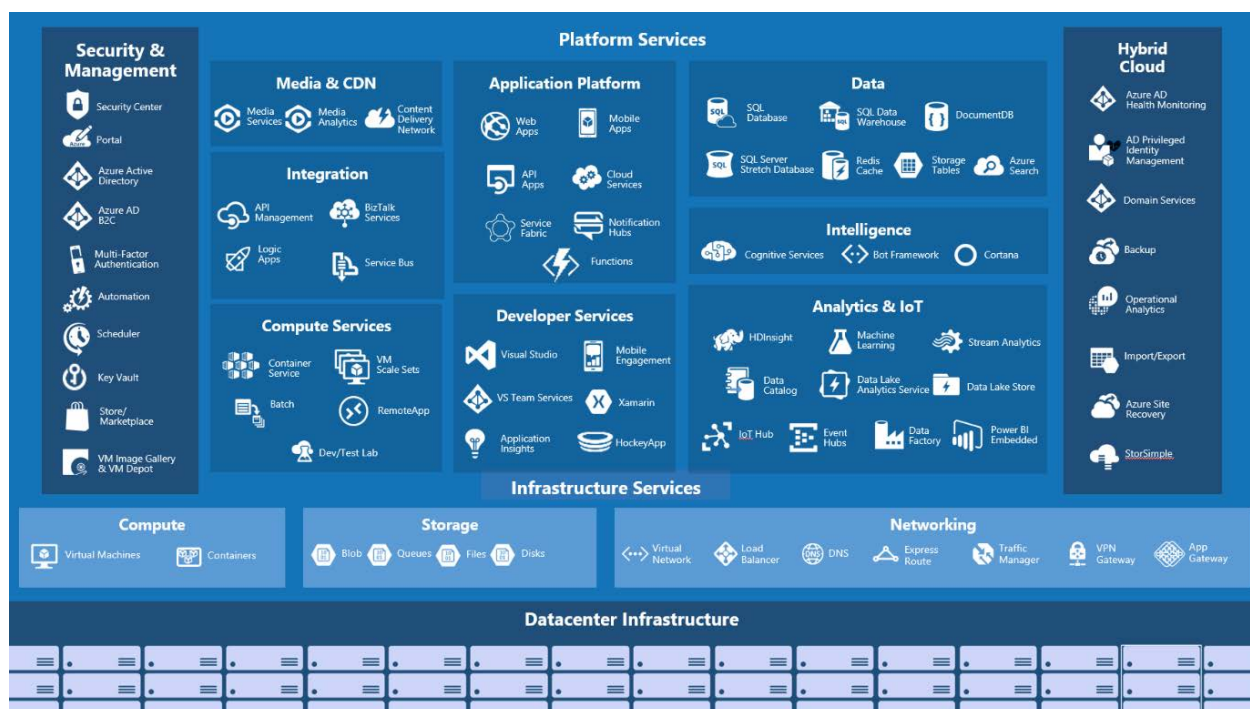 Platform Services
Security &
Management
Security Center
Portal
Azure
Azure Active
Directory
Azure AD
B2C
Multi-Factor
Authentication
Automation
Scheduler
Key Vault
Store/
Marketplace
VM Image Gallery
& VM Depot
Media & CDN
Media
Services
Media
Analytics
Content
Delivery
Network
Integration
API
Management
BizTalk
Services
Logic
Apps
Service Bus
Compute Services
Container
Service
VM
Scale Sets
Batch
RemoteApp
Dev/Test Lab
Application Platform
Web
Apps
Mobile
Apps
API
Apps
Cloud
Services
Service
Fabric
Notification
Hubs
Functions
Developer Services
Visual Studio
Mobile
Engagement
VS Team Services
Xamarin
Application
Insights
HockeyApp
Data
SQL
SQL
Database
SQL
SQL Data
Warehouse
DocumentDB
SQL
SQL Server
Stretch Database
Redis
Cache
Storage
Tables
Azure
Search
Intelligence
Cognitive Services
Bot Framework
Cortana
Analytics & IoT
HDInsight
Machine
Learning
Stream Analytics
Data
Catalog
Data Lake
Analytics Service
Data Lake Store
IoT Hub
Event
Hubs
Data
Factory
Power BI
Embedded
Hybrid
Cloud
Azure AD
Health Monitoring
AD Privileged
Identity
Management
Domain Services
Backup
Operational
Analytics
Import/Export
Azure Site
Recovery
StorSimple
Infrastructure Services
Compute
Virtual Machines
Containers
Storage
Blob
Queues
Files
Disks
Networking
Virtual
Network
Load
Balancer
DNS
DNS
Express
Route
Traffic
Manager
VPN
Gateway
App
Gateway
Datacenter Infrastructure